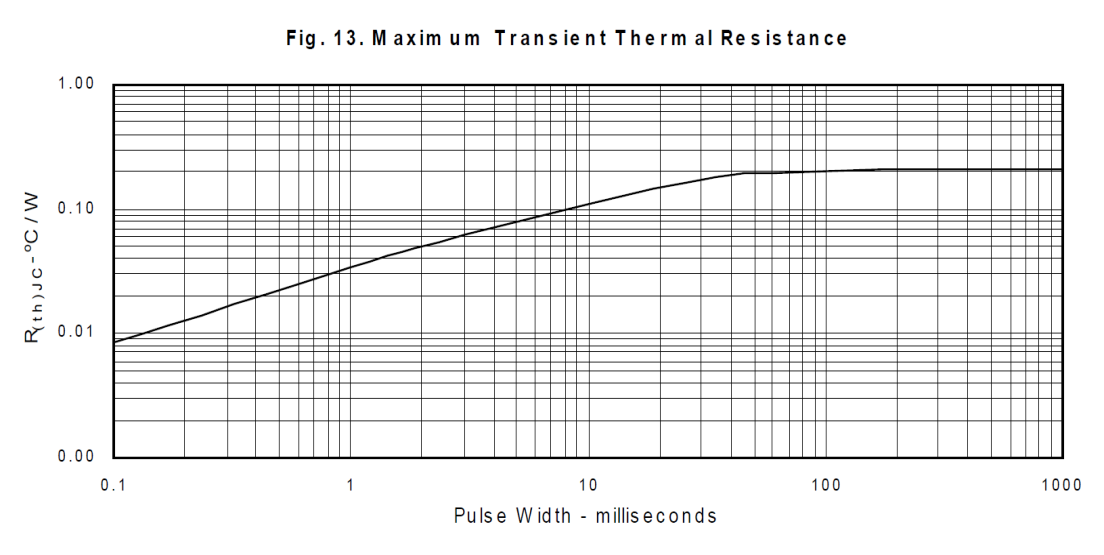 Fig. 13. Maximum Transient Thermal Resistance
1.00
0.10
0.01
0.00
R(th)JC - ºC/W
0.1 1 10 100 1000
Pulse Width - milliseconds